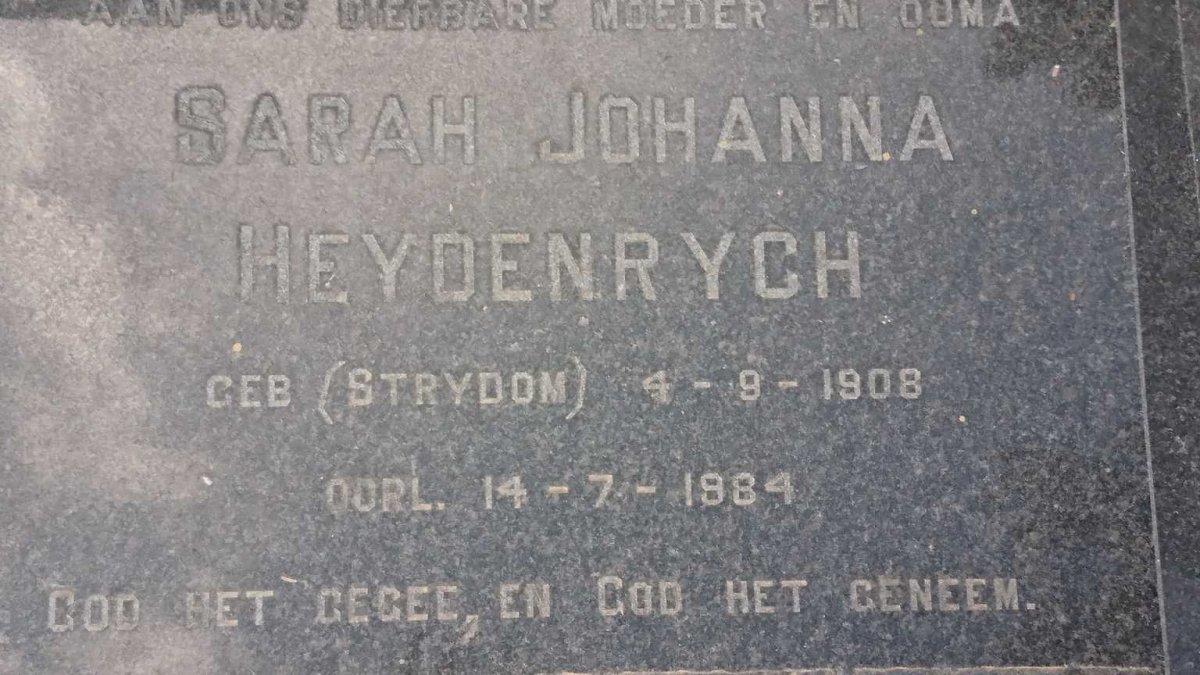 AAN ONS DIERBARE MOEDER EN OUMA
SARAH JOHANNA
HEYDENRYCH
GEB (STRYDOM) 4-9-1908
OORL. 14-7-1984
GOD HET GEGEE, EN GOD HET GENEEM.